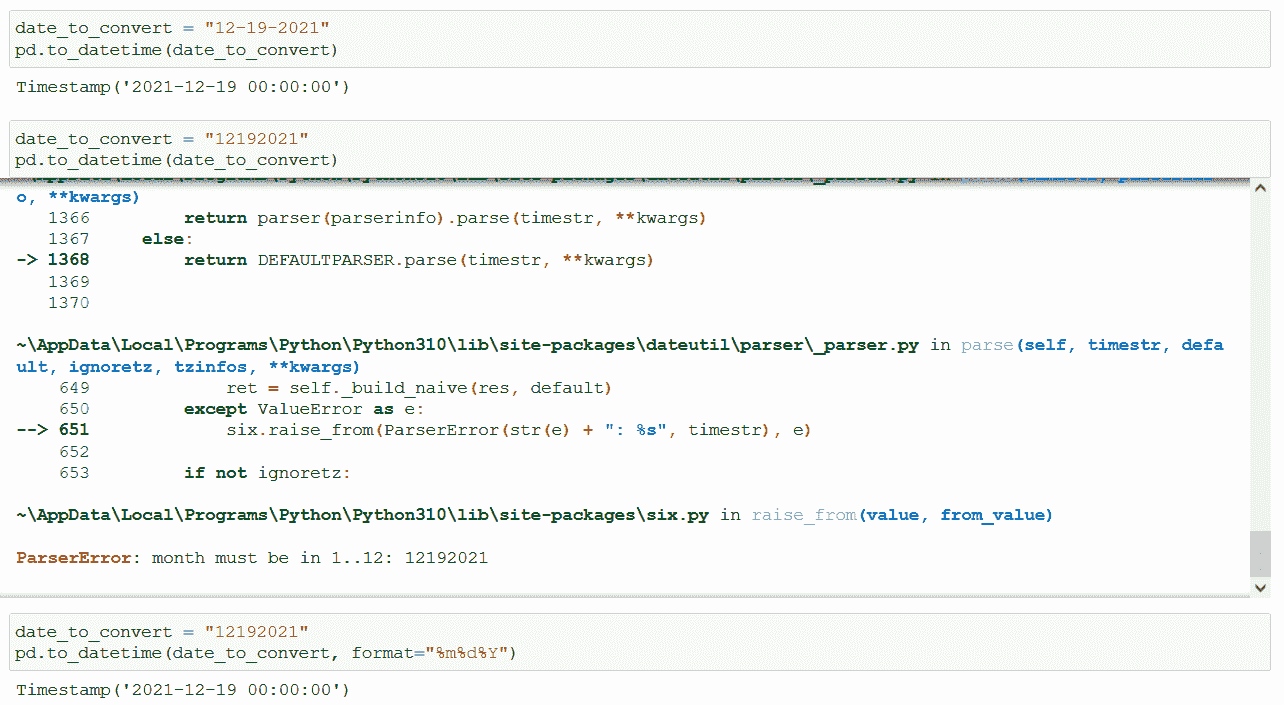 date_to_convert = "12-19-2021"
pd.to_datetime(date_to_convert)
Timestamp('2021-12-19 00:00:00')
date_to_convert = "12192021"
pd.to_datetime(date_to_convert)
o, **kwargs)
1366         return parser(parserinfo).parse(timestr, **kwargs)
1367     else:
-> 1368         return DEFAULTPARSER.parse(timestr, **kwargs)
1369
1370
~\AppData\Local\Programs\Python\Python310\lib\site-packages\dateutil\parser\_parser.py in parse(self, timestr, defa
ult, ignoretz, tzinfos, **kwargs)
649             ret = self._build_naive(res, default)
650         except ValueError as e:
--> 651             six.raise_from(ParserError(str(e) + ": %s", timestr), e)
652
653         if not ignoretz:
~\AppData\Local\Programs\Python\Python310\lib\site-packages\six.py in raise_from(value, from_value)
ParserError: month must be in 1..12: 12192021
date_to_convert = "12192021"
pd.to_datetime(date_to_convert, format="%m%d%Y")
Timestamp('2021-12-19 00:00:00')